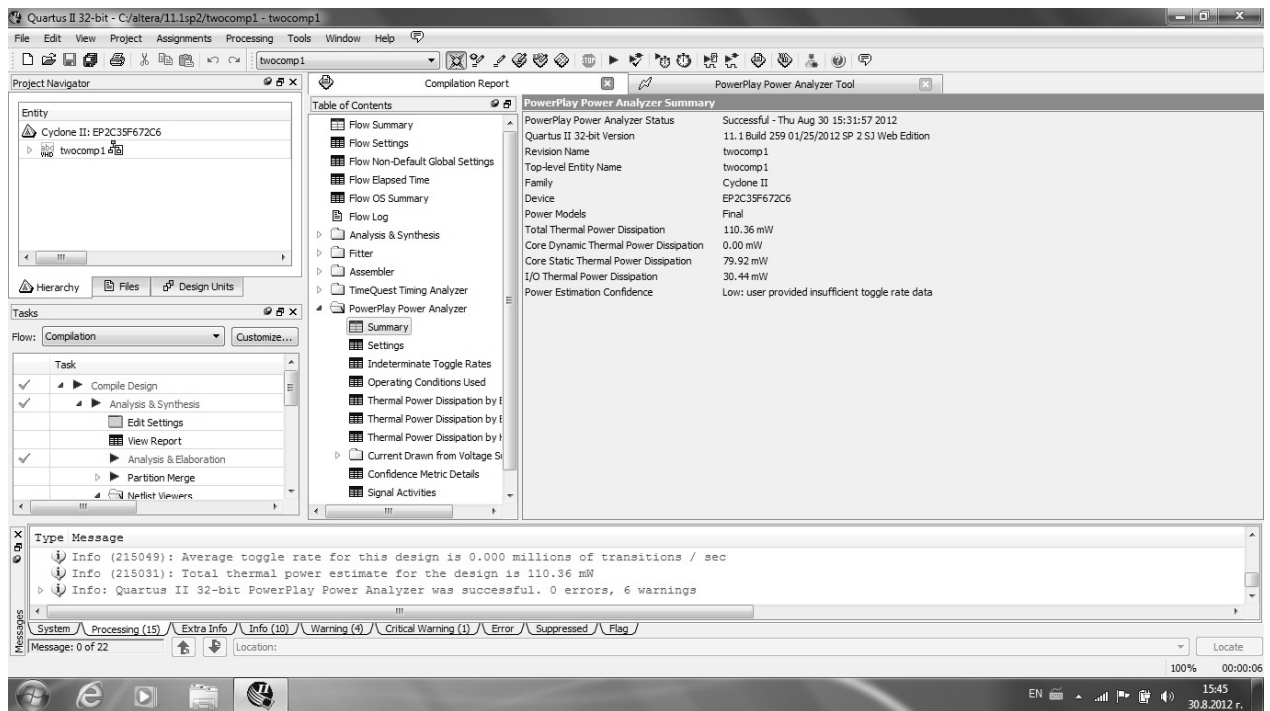 Quartus II 32-bit - C:/altera/11.1sp2/twocomp1 - twocomp1
File Edit View Project Assignments Processing Tools Window Help
twocomp1
Project Navigator
Entity
Cyclone II: EP2C35F672C6
twocomp1
Hierarchy Files Design Units
Tasks
Flow: Compilation Customize...
Task
Compile Design
Analysis & Synthesis
Edit Settings
View Report
Analysis & Elaboration
Partition Merge
Netlist Viewers
Compilation Report PowerPlay Power Analyzer Tool
Table of Contents
Flow Summary
Flow Settings
Flow Non-Default Global Settings
Flow Elapsed Time
Flow OS Summary
Flow Log
Analysis & Synthesis
Fitter
Assembler
TimeQuest Timing Analyzer
PowerPlay Power Analyzer
Summary
Settings
Indeterminate Toggle Rates
Operating Conditions Used
Thermal Power Dissipation by
Thermal Power Dissipation by
Thermal Power Dissipation by
Current Drawn from Voltage
Confidence Metric Details
Signal Activities
PowerPlay Power Analyzer Summary
PowerPlay Power Analyzer Status Successful - Thu Aug 30 15:31:57 2012
Quartus II 32-bit Version 11.1 Build 259 01/25/2012 SP 2 SJ Web Edition
Revision Name twocomp1
Top-level Entity Name twocomp1
Family Cyclone II
Device EP2C35F672C6
Power Models Final
Total Thermal Power Dissipation 110.36 mW
Core Dynamic Thermal Power Dissipation 0.00 mW
Core Static Thermal Power Dissipation 79.92 mW
I/O Thermal Power Dissipation 30.44 mW
Power Estimation Confidence Low: user provided insufficient toggle rate data
Type Message
Info (215049): Average toggle rate for this design is 0.000 millions of transitions / sec
Info (215031): Total thermal power estimate for the design is 110.36 mW
Info: Quartus II 32-bit PowerPlay Power Analyzer was successful. 0 errors, 6 warnings
System Processing (15) Extra Info Info (10) Warning (4) Critical Warning (1) Error Suppressed Flag
Messages
Message: 0 of 22 Location: Locate
100% 00:00:06
EN 15:45
30.8.2012 г.